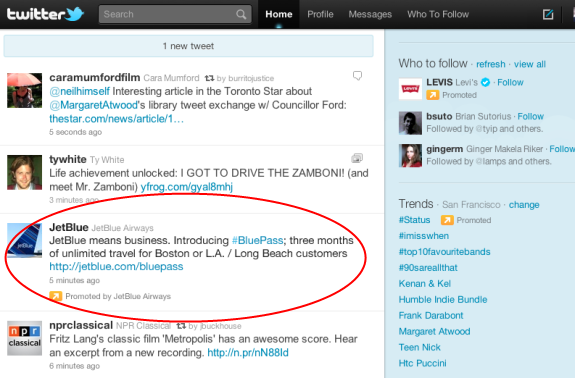 twitter
Search
Home Profile Messages Who To Follow
1 new tweet
caramumfordfilm Cara Mumford by burritojustice
@neilhimself Interesting article in the Toronto Star about
@MargaretAtwood's library tweet exchange w/ Councillor Ford:
thestar.com/news/article/1…
5 seconds ago
tywhite Ty White
Life achievement unlocked: I GOT TO DRIVE THE ZAMBONI! (and
meet Mr. Zamboni) yfrog.com/gyal8mhj
3 minutes ago
JetBlue
JetBlue JetBlue Airways
JetBlue means business. Introducing #BluePass; three months
of unlimited travel for Boston or L.A. / Long Beach customers
http://jetblue.com/bluepass
5 minutes ago
Promoted by JetBlue Airways
npr
classical
nprclassical NPR Classical by jbuckhouse
Fritz Lang's classic film 'Metropolis' has an awesome score. Hear
an excerpt from a new recording. http://n.pr/nN88Id
6 minutes ago
Who to follow · refresh · view all
LEVIS Levi's · Follow
Promoted
bsuto Brian Sutorius · Follow
Followed by @tyip and others.
gingerm Ginger Makela Riker · Follow
Followed by @lamps and others.
Trends · San Francisco · change
#Status Promoted
#imisswhen
#top10favouritebands
#90sareallthat
Kenan & Kel
Humble Indie Bundle
Frank Darabont
Margaret Atwood
Teen Nick
Htc Puccini